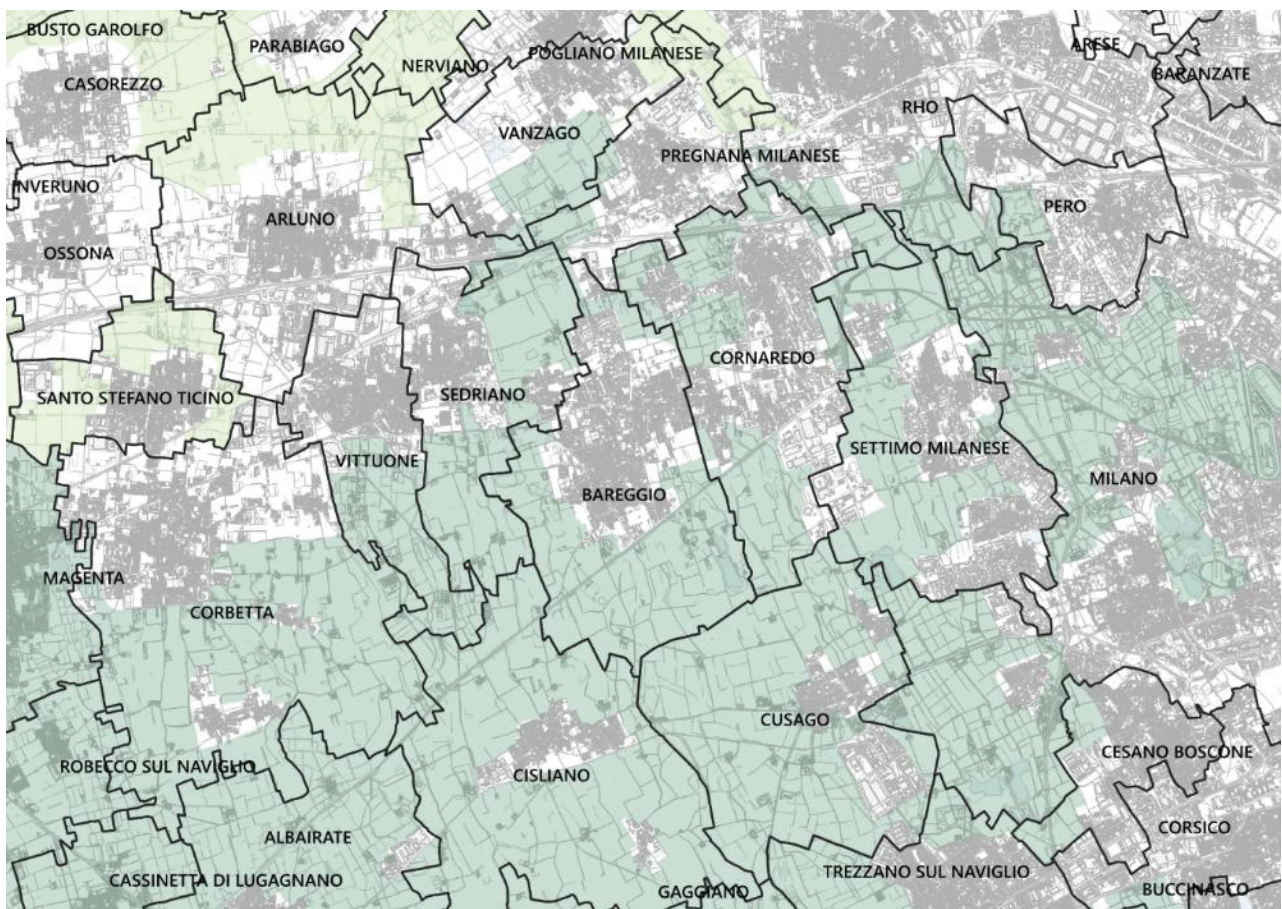 BUSTO GAROLFO
PARABIAGO
NERVIANO
POGLIANO MILANESE
ARESE
CASOREZZO
BARANZATE
RHO
VANZAGO
PREGNANA MILANESE
INVERUNO
ARLUNO
PERO
OSSONA
CORNAREDO
SANTO STEFANO TICINO
SEDRIANO
VITTUONE
SETTIMO MILANESE
BAREGGIO
MILANO
MAGENTA
CORBETTA
CUSAGO
CESANO BOSCONE
ROBECCO SUL NAVIGLIO
CISLIANO
ALBAIRATE
CORSICO
CASSINETTA DI LUGAGNANO
TREZZANO SUL NAVIGLIO
GAGGIANO
BUCCINASCO